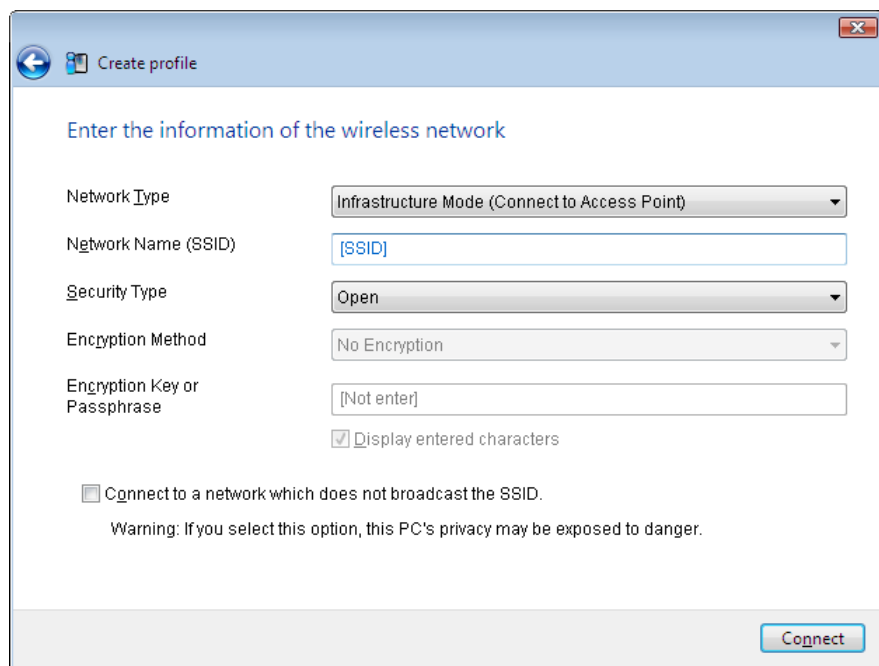 Create profile
Enter the information of the wireless network
Network Type
Infrastructure Mode (Connect to Access Point)
Network Name (SSID)
[SSID]
Security Type
Open
Encryption Method
No Encryption
Encryption Key or
Passphrase
[Not enter]
Display entered characters
Connect to a network which does not broadcast the SSID.
Warning: If you select this option, this PC's privacy may be exposed to danger.
Connect